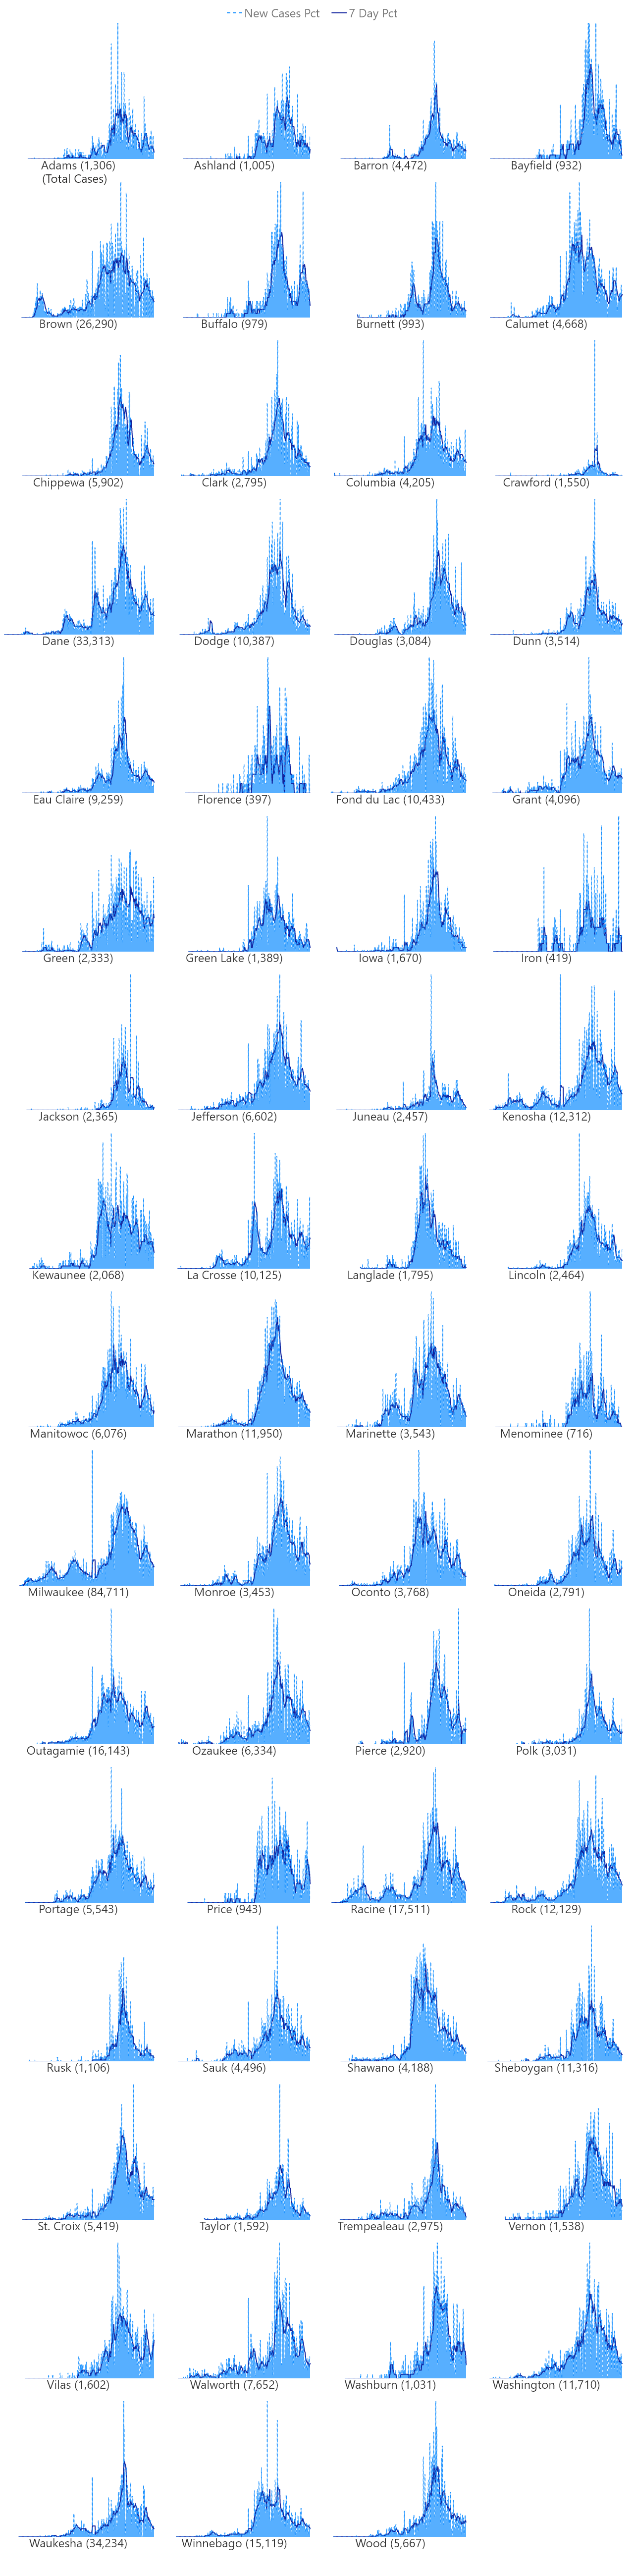 New Cases Pct 7 Day Pct
Adams (1,306) Ashland (1,005) Barron (4,472) Bayfield (932)
(Total Cases)
Brown (26,290) Buffalo (979) Burnett (993) Calumet (4,668)
Chippewa (5,902) Clark (2,795) Columbia (4,205) Crawford (1,550)
Dane (33,313) Dodge (10,387) Douglas (3,084) Dunn (3,514)
Eau Claire (9,259) Florence (397) Fond du Lac (10,433) Grant (4,096)
Green (2,333) Green Lake (1,389) Iowa (1,670) Iron (419)
Jackson (2,365) Jefferson (6,602) Juneau (2,457) Kenosha (12,312)
Kewaunee (2,068) La Crosse (10,125) Langlade (1,795) Lincoln (2,464)
Manitowoc (6,076) Marathon (11,950) Marinette (3,543) Menominee (716)
Milwaukee (84,711) Monroe (3,453) Oconto (3,768) Oneida (2,791)
Outagamie (16,143) Ozaukee (6,334) Pierce (2,920) Polk (3,031)
Portage (5,543) Price (943) Racine (17,511) Rock (12,129)
Rusk (1,106) Sauk (4,496) Shawano (4,188) Sheboygan (11,316)
St. Croix (5,419) Taylor (1,592) Trempealeau (2,975) Vernon (1,538)
Vilas (1,602) Walworth (7,652) Washburn (1,031) Washington (11,710)
Waukesha (34,234) Winnebago (15,119) Wood (5,667)